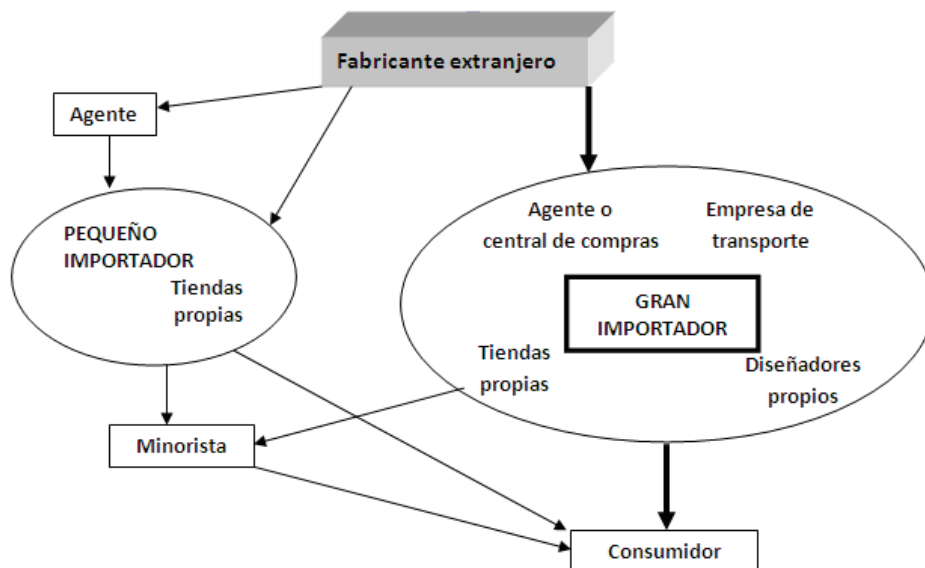 Fabricante extranjero
Agente
PEQUEÑO
IMPORTADOR
Tiendas
propias
Agente o
central de compras
Empresa de
transporte
GRAN
IMPORTADOR
Tiendas
propias
Diseñadores
propios
Minorista
Consumidor